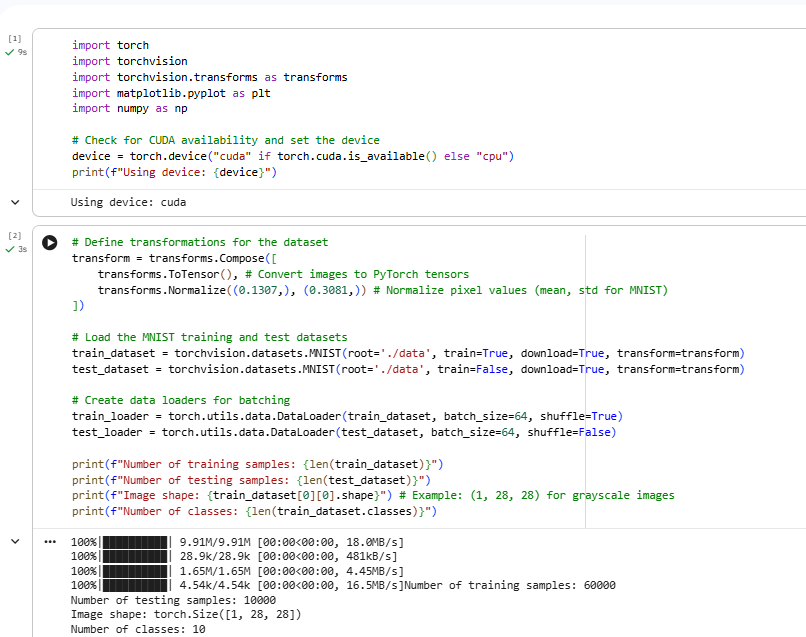 [1]
9s
import torch
import torchvision
import torchvision.transforms as transforms
import matplotlib.pyplot as plt
import numpy as np
# Check for CUDA availability and set the device
device = torch.device("cuda" if torch.cuda.is_available() else "cpu")
print(f"Using device: {device}")
Using device: cuda
[2]
3s
# Define transformations for the dataset
transform = transforms.Compose([
    transforms.ToTensor(), # Convert images to PyTorch tensors
    transforms.Normalize((0.1307,), (0.3081,)) # Normalize pixel values (mean, std for MNIST)
])
# Load the MNIST training and test datasets
train_dataset = torchvision.datasets.MNIST(root='./data', train=True, download=True, transform=transform)
test_dataset = torchvision.datasets.MNIST(root='./data', train=False, download=True, transform=transform)
# Create data loaders for batching
train_loader = torch.utils.data.DataLoader(train_dataset, batch_size=64, shuffle=True)
test_loader = torch.utils.data.DataLoader(test_dataset, batch_size=64, shuffle=False)
print(f"Number of training samples: {len(train_dataset)}")
print(f"Number of testing samples: {len(test_dataset)}")
print(f"Image shape: {train_dataset[0][0].shape}") # Example: (1, 28, 28) for grayscale images
print(f"Number of classes: {len(train_dataset.classes)}")
100%|██████████| 9.91M/9.91M [00:00<00:00, 18.0MB/s]
100%|██████████| 28.9k/28.9k [00:00<00:00, 481kB/s]
100%|██████████| 1.65M/1.65M [00:00<00:00, 4.45MB/s]
100%|██████████| 4.54k/4.54k [00:00<00:00, 16.5MB/s]Number of training samples: 60000
Number of testing samples: 10000
Image shape: torch.Size([1, 28, 28])
Number of classes: 10